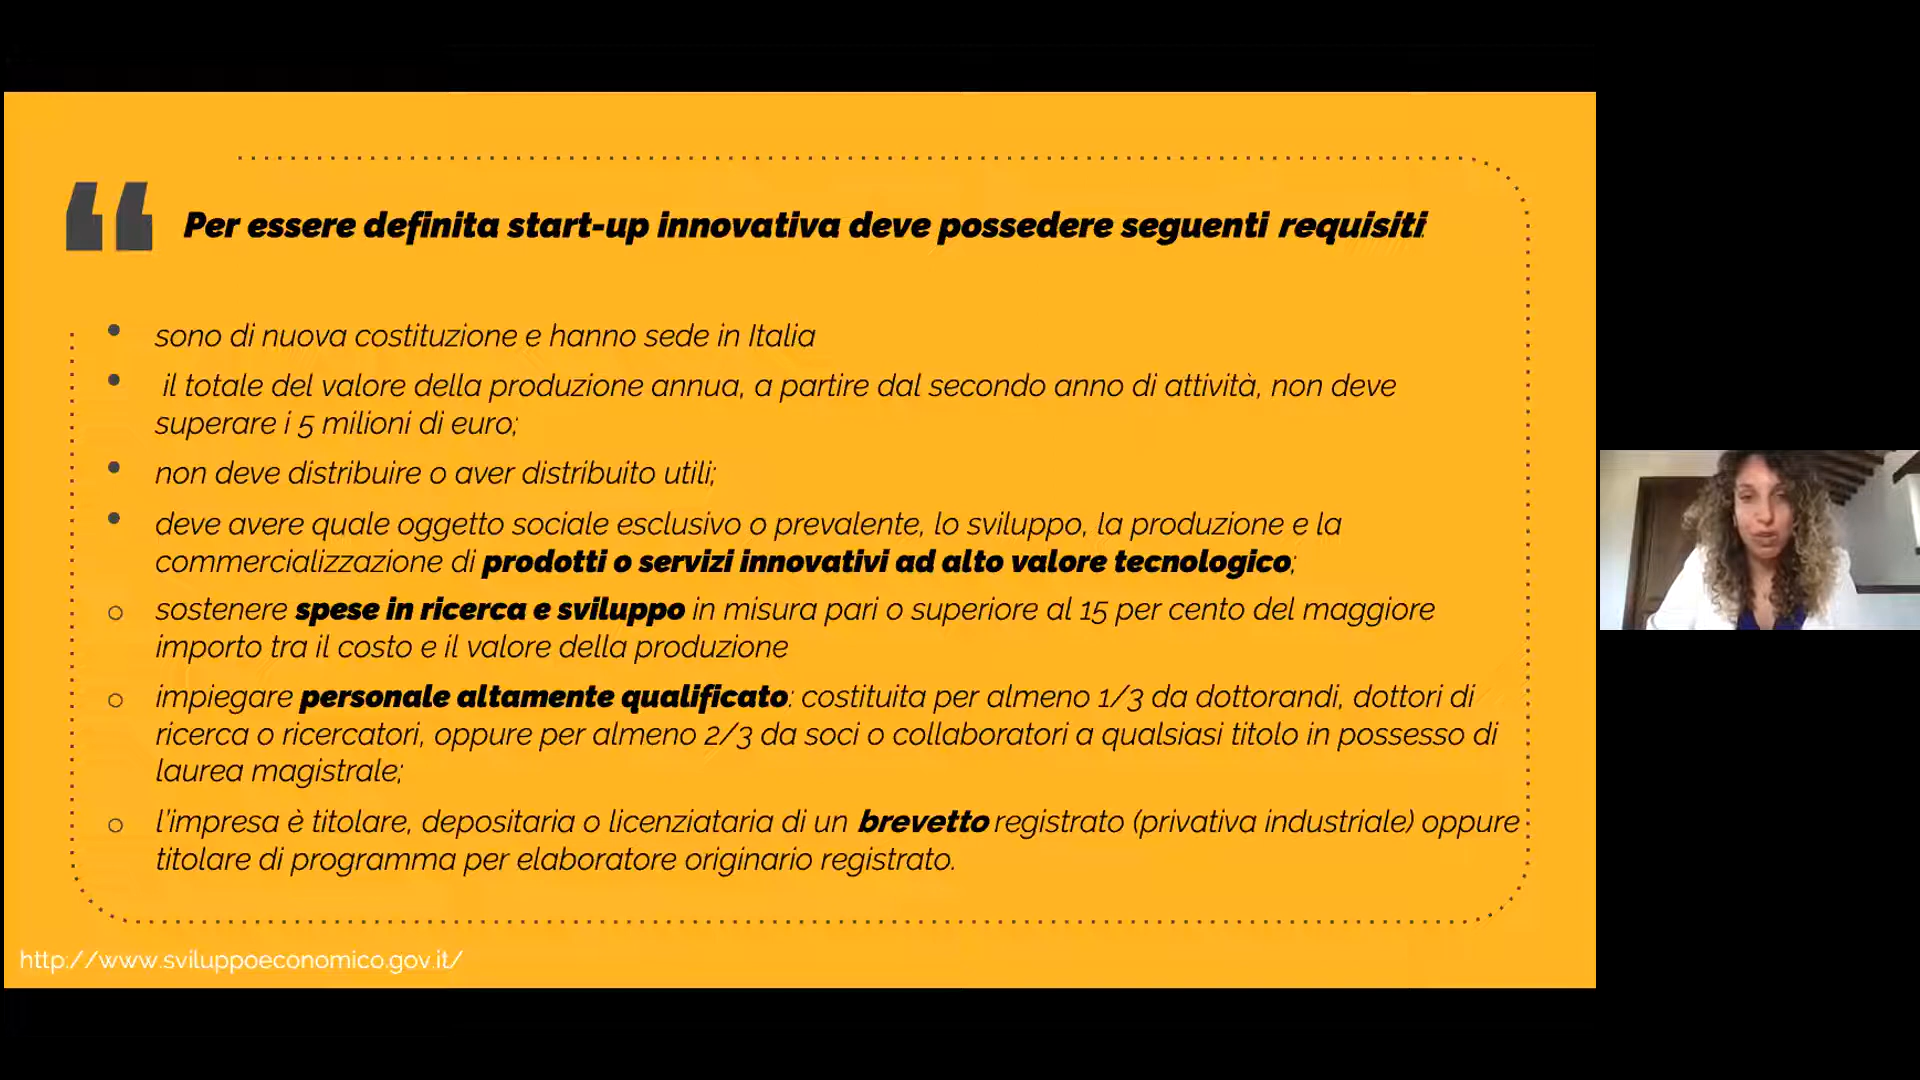 Per essere definita start-up innovativa deve possedere seguenti requisiti:
sono di nuova costituzione e hanno sede in Italia
il totale del valore della produzione annua, a partire dal secondo anno di attività, non deve
superare i 5 milioni di euro;
non deve distribuire o aver distribuito utili;
deve avere quale oggetto sociale esclusivo o prevalente, lo sviluppo, la produzione e la
commercializzazione di prodotti o servizi innovativi ad alto valore tecnologico;
sostenere spese in ricerca e sviluppo in misura pari o superiore al 15 per cento del maggiore
importo tra il costo e il valore della produzione
impiegare personale altamente qualificato: costituita per almeno 1/3 da dottorandi, dottori di
ricerca o ricercatori, oppure per almeno 2/3 da soci o collaboratori a qualsiasi titolo in possesso di
laurea magistrale;
l'impresa è titolare, depositaria o licenziataria di un brevetto registrato (privativa industriale) oppure
titolare di programma per elaboratore originario registrato.
http://www.sviluppoeconomico.gov.it/